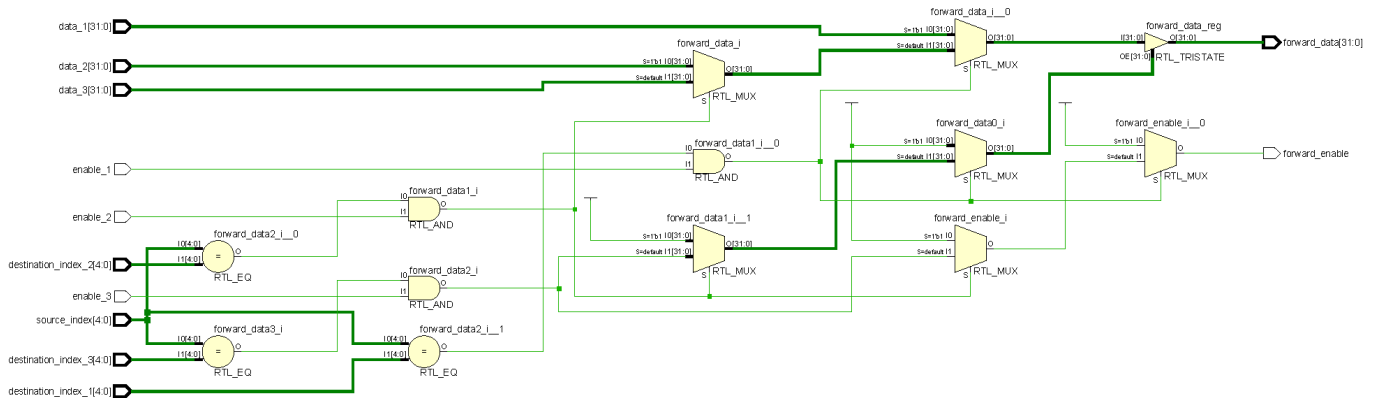 forward_data_i__0
data_1[31:0]
S=1'b1 I0[31:0]
S=default I1[31:0]
O[31:0]
S
RTL_MUX
forward_data_reg
I[31:0]
O[31:0]
OE[31:0]
RTL_TRISTATE
forward_data[31:0]
forward_data_i
data_2[31:0]
data_3[31:0]
S=1'b1 I0[31:0]
S=default I1[31:0]
O[31:0]
S
RTL_MUX
forward_data0_i
S=1'b1 I0[31:0]
S=default I1[31:0]
O[31:0]
S
RTL_MUX
forward_enable_i__0
S=1'b1 I0
S=default I1
O
S
RTL_MUX
forward_enable
forward_data1_i__0
enable_1
I0
I1
O
RTL_AND
forward_data1_i
enable_2
I0
I1
O
RTL_AND
forward_data1_i__1
S=1'b1 I0[31:0]
S=default I1[31:0]
O[31:0]
S
RTL_MUX
forward_enable_i
S=1'b1 I0
S=default I1
O
S
RTL_MUX
forward_data2_i__0
I0[4:0]
I1[4:0]
=
O
RTL_EQ
destination_index_2[4:0]
forward_data2_i
enable_3
I0
I1
O
RTL_AND
source_index[4:0]
forward_data3_i
I0[4:0]
I1[4:0]
=
O
RTL_EQ
destination_index_3[4:0]
forward_data2_i__1
I0[4:0]
I1[4:0]
=
O
RTL_EQ
destination_index_1[4:0]